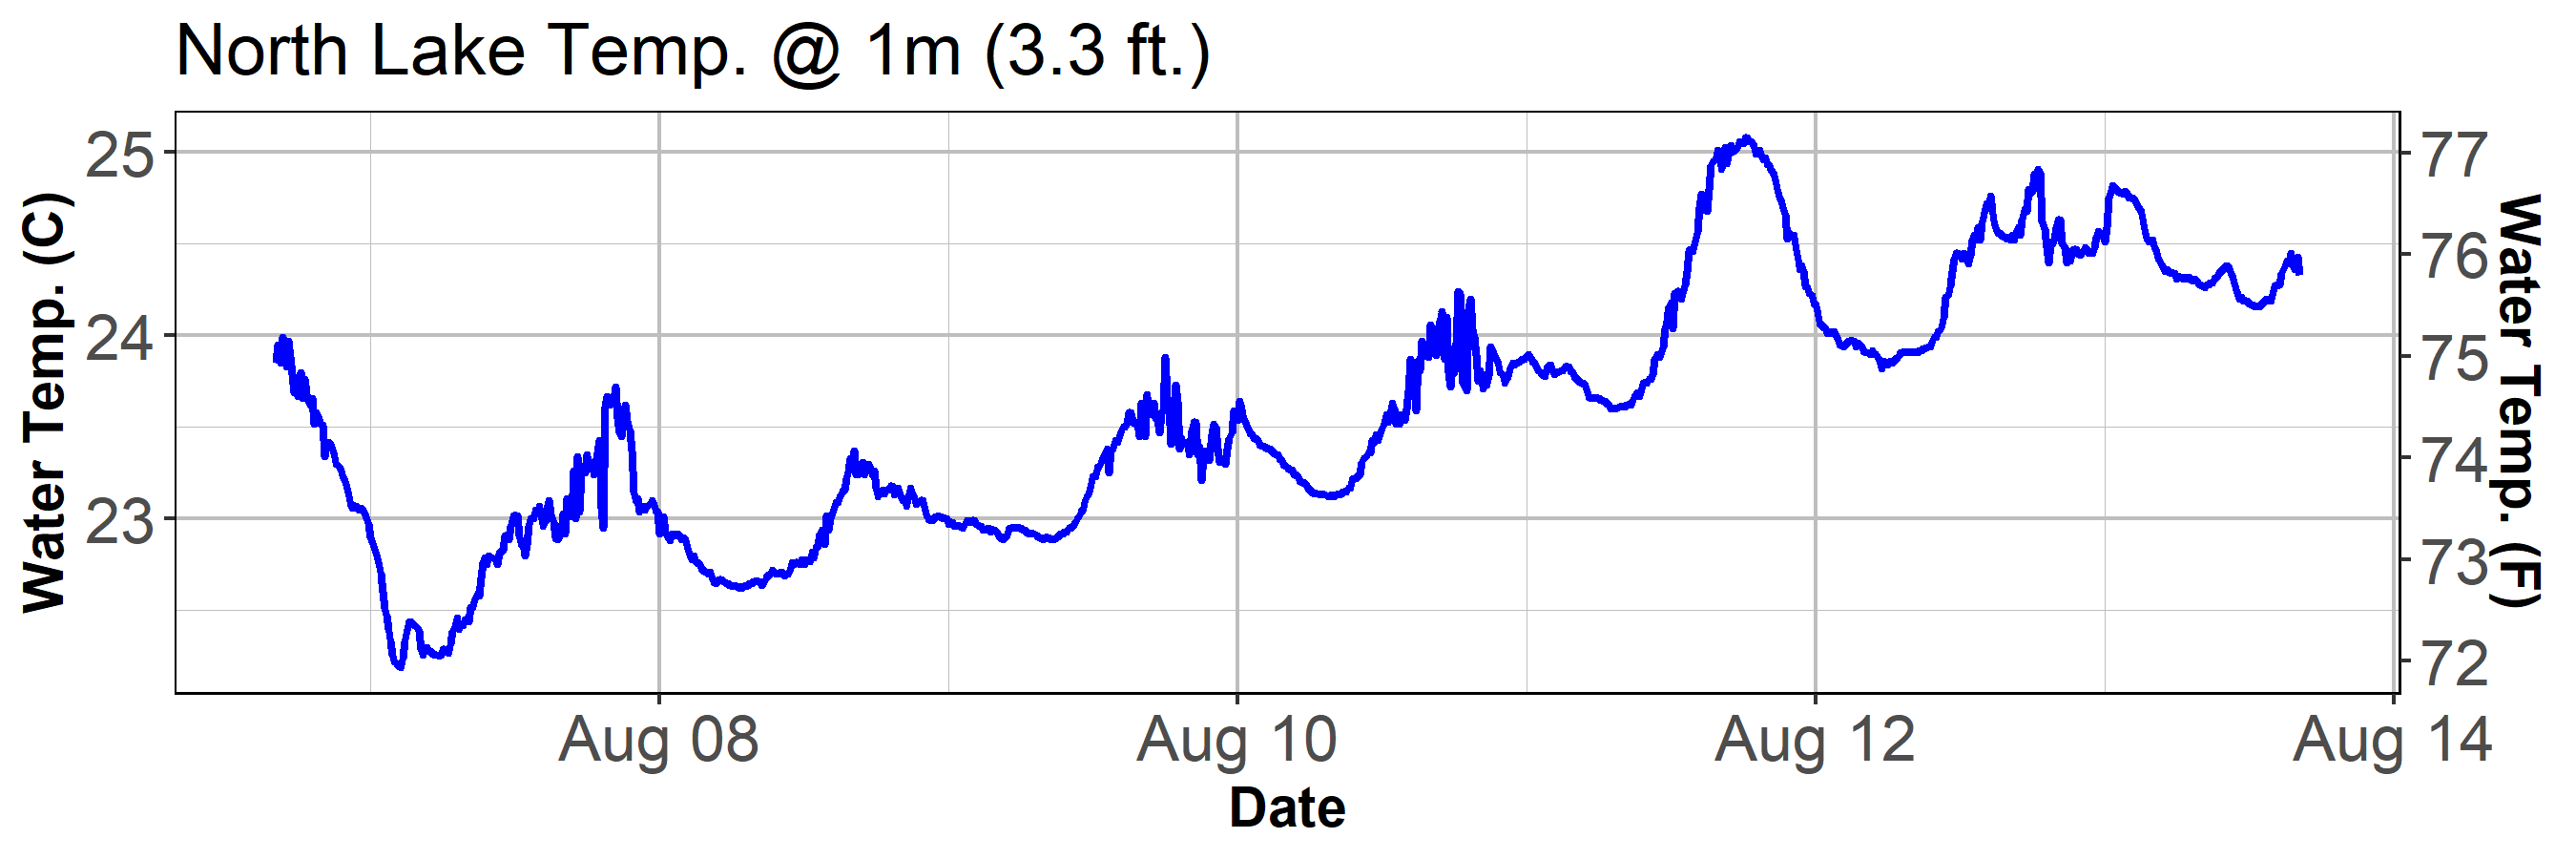 North Lake Temp. @ 1m (3.3 ft.)
Water Temp. (C)
25
24
23
77
76
75
74
73
72
Water Temp. (F)
Aug 08
Aug 10
Aug 12
Aug 14
Date